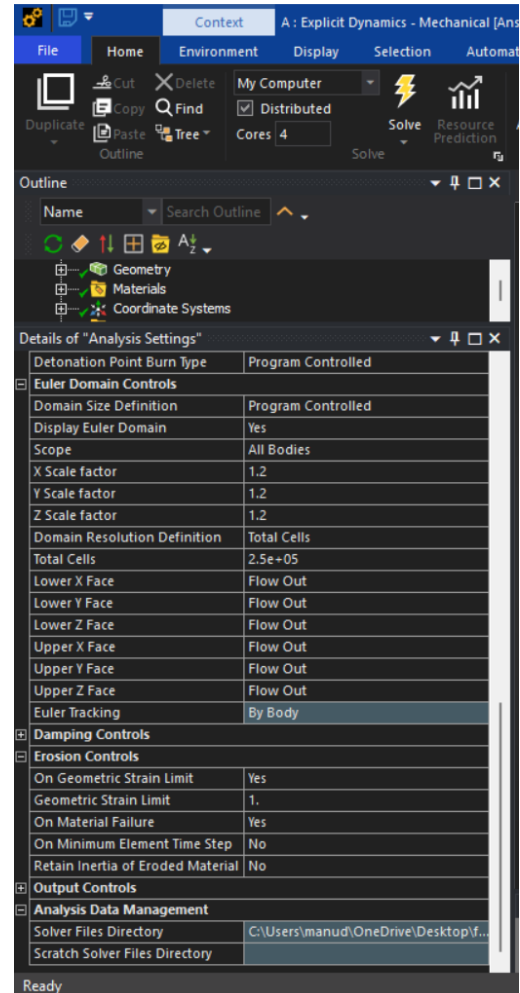 Context A : Explicit Dynamics - Mechanical [Ans
File Home Environment Display Selection Automat
Duplicate Cut Copy Paste Delete Find Tree
Outline
My Computer
Distributed
Cores 4
Solve Resource Prediction
Solve
Outline
Name Search Outline
Geometry
Materials
Coordinate Systems
Details of "Analysis Settings"
Detonation Point Burn Type Program Controlled
Euler Domain Controls
Domain Size Definition Program Controlled
Display Euler Domain Yes
Scope All Bodies
X Scale factor 1.2
Y Scale factor 1.2
Z Scale factor 1.2
Domain Resolution Definition Total Cells
Total Cells 2.5e+05
Lower X Face Flow Out
Lower Y Face Flow Out
Lower Z Face Flow Out
Upper X Face Flow Out
Upper Y Face Flow Out
Upper Z Face Flow Out
Euler Tracking By Body
Damping Controls
Erosion Controls
On Geometric Strain Limit Yes
Geometric Strain Limit 1.
On Material Failure Yes
On Minimum Element Time Step No
Retain Inertia of Eroded Material No
Output Controls
Analysis Data Management
Solver Files Directory C:\Users\manud\OneDrive\Desktop\f...
Scratch Solver Files Directory
Ready